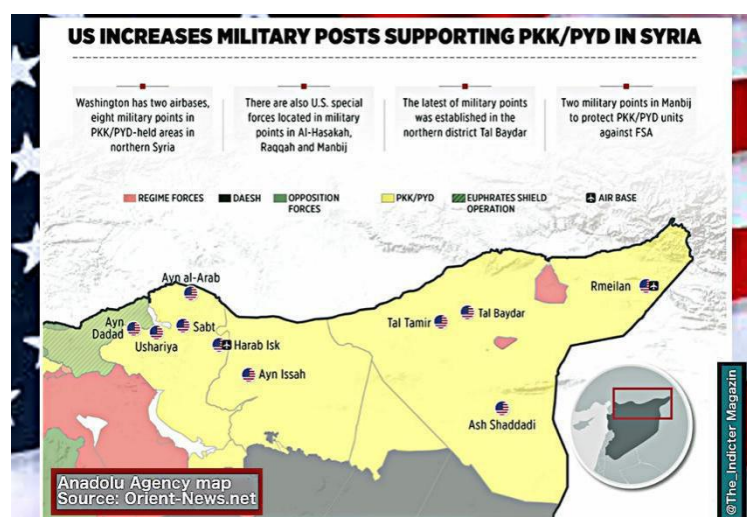 US INCREASES MILITARY POSTS SUPPORTING PKK/PYD IN SYRIA
Washington has two airbases,
eight military points in
PKK/PYD-held areas in
northern Syria
There are also U.S. special
forces located in military
points in Al-Hasakah,
Raqqah and Manbij
The latest of military points
was established in the
northern district Tal Baydar
Two military points in Manbij
to protect PKK/PYD units
against FSA
REGIME FORCES
DAESH
OPPOSITION
FORCES
PKK/PYD
EUPHRATES SHIELD
OPERATION
AIR BASE
Ayn al-Arab
Rmeilan
Ayn
Dadad
Sabt
Ushariya
Harab Isk
Tal Tamir
Tal Baydar
Ayn Issah
Ash Shaddadi
Anadolu Agency map
Source: Orient-News.net
@The_Indicter Magazin